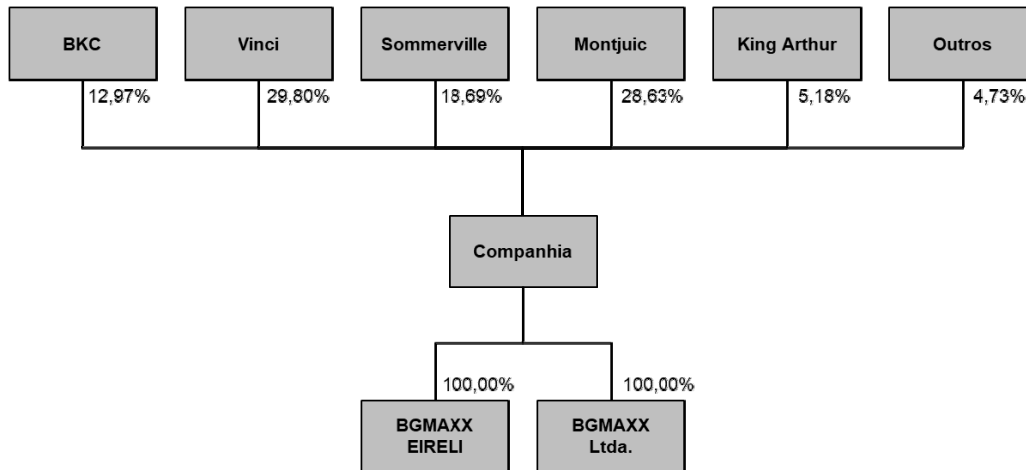 BKC
Vinci
Sommerville
Montjuic
King Arthur
Outros
12,97%
29,80%
18,69%
28,63%
5,18%
4,73%
Companhia
100,00%
100,00%
BGMAXX
EIRELI
BGMAXX
Ltda.